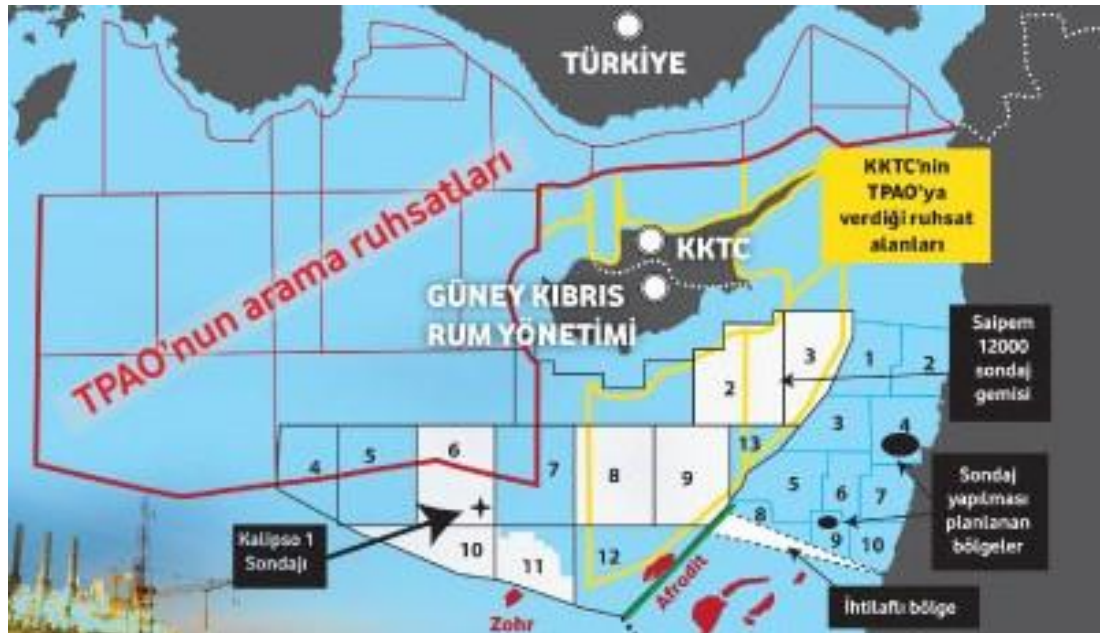 TÜRKİYE
KKTC'nin
TPAO'ya
verdiği ruhsat
alanları
TPAO'nun arama ruhsatları
KKTC
GÜNEY KIBRIS
RUM YÖNETİMİ
Saipem
12000
sondaj
gemisi
3
1
2
2
3
4
13
6
4
5
7
8
9
5
6
7
8
9
10
Sondaj
yapılması
planlanan
bölgeler
Kalipso 1
Sondajı
10
11
12
Afrodit
Zohr
İhtilaflı bölge